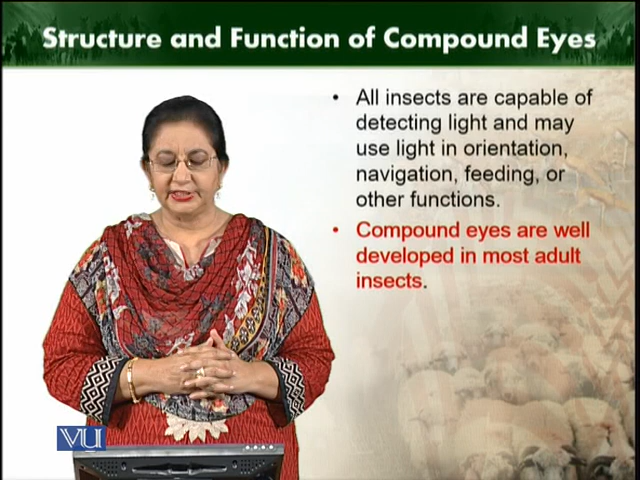 Structure and Function of Compound Eyes
• All insects are capable of
detecting light and may
use light in orientation,
navigation, feeding, or
other functions.
• Compound eyes are well
developed in most adult
insects.
VU